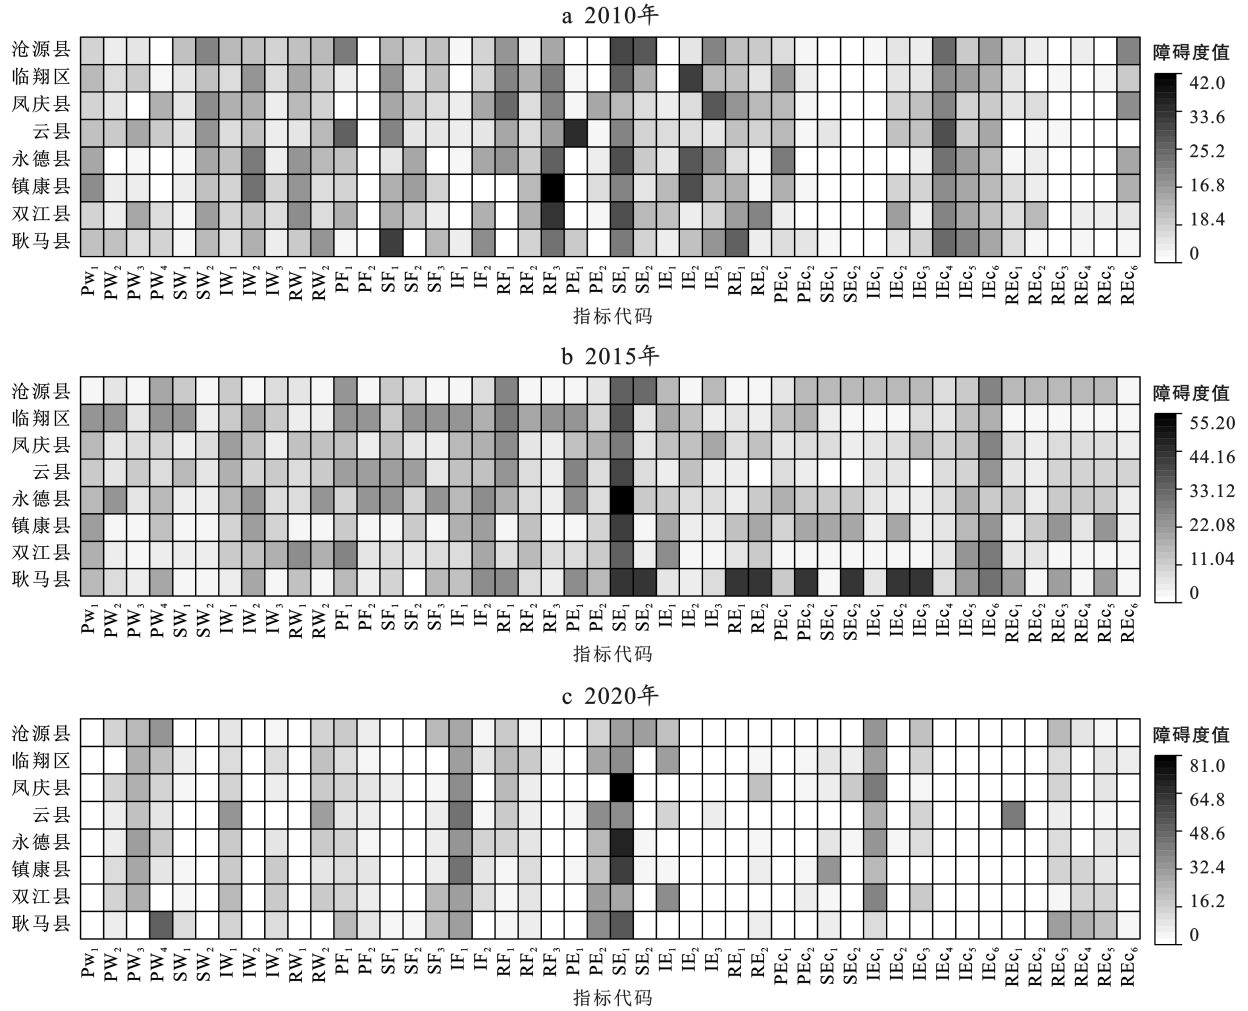 a 2010年
沧源县
临翔区
凤庆县
云县
永德县
镇康县
双江县
耿马县
障碍度值
42.0
33.6
25.2
16.8
18.4
0
Pw₁ PW₂ PW₃ PW₄ SW₁ SW₂ IW₁ IW₂ IW₃ RW₁ RW₂ PF₁ PF₂ SF₁ SF₂ SF₃ IF₁ IF₂ RF₁ RF₂ RF₃ PE₁ PE₂ SE₁ SE₂ IE₁ IE₂ IE₃ RE₁ RE₂ PEc₁ PEc₂ SEc₁ SEc₂ IEc₁ IEc₂ IEc₃ IEc₄ IEc₅ IEc₆ REc₁ REc₂ REc₃ REc₄ REc₅ REc₆
指标代码
b 2015年
沧源县
临翔区
凤庆县
云县
永德县
镇康县
双江县
耿马县
障碍度值
55.20
44.16
33.12
22.08
11.04
0
Pw₁ PW₂ PW₃ PW₄ SW₁ SW₂ IW₁ IW₂ IW₃ RW₁ RW₂ PF₁ PF₂ SF₁ SF₂ SF₃ IF₁ IF₂ RF₁ RF₂ RF₃ PE₁ PE₂ SE₁ SE₂ IE₁ IE₂ IE₃ RE₁ RE₂ PEc₁ PEc₂ SEc₁ SEc₂ IEc₁ IEc₂ IEc₃ IEc₄ IEc₅ IEc₆ REc₁ REc₂ REc₃ REc₄ REc₅ REc₆
指标代码
c 2020年
沧源县
临翔区
凤庆县
云县
永德县
镇康县
双江县
耿马县
障碍度值
81.0
64.8
48.6
32.4
16.2
0
Pw₁ PW₂ PW₃ PW₄ SW₁ SW₂ IW₁ IW₂ IW₃ RW₁ RW₂ PF₁ PF₂ SF₁ SF₂ SF₃ IF₁ IF₂ RF₁ RF₂ RF₃ PE₁ PE₂ SE₁ SE₂ IE₁ IE₂ IE₃ RE₁ RE₂ PEc₁ PEc₂ SEc₁ SEc₂ IEc₁ IEc₂ IEc₃ IEc₄ IEc₅ IEc₆ REc₁ REc₂ REc₃ REc₄ REc₅ REc₆
指标代码